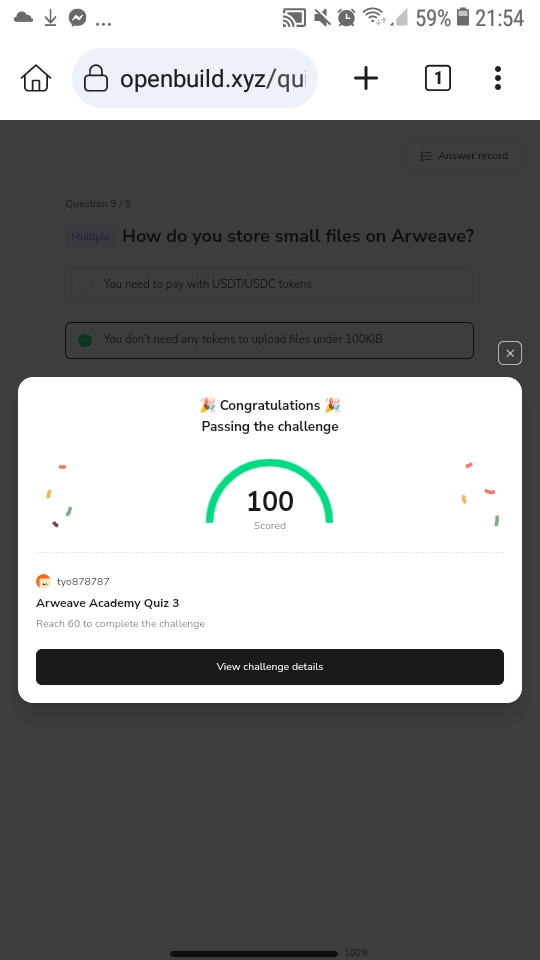 ... 59% 21:54
openbuild.xyz/qui
1
Answer record
Question 9 / 9
Multiple How do you store small files on Arweave?
You need to pay with USDT/USDC tokens
You don't need any tokens to upload files under 100KiB
🎉 Congratulations 🎉
Passing the challenge
100
Scored
tyo878787
Arweave Academy Quiz 3
Reach 60 to complete the challenge
View challenge details
100%